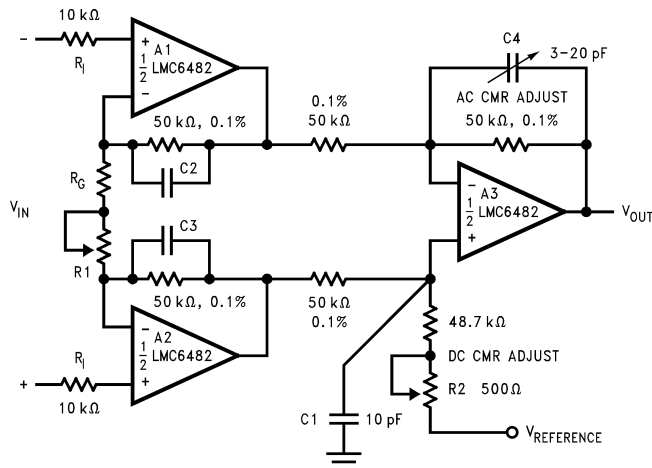 10 kΩ
−
RI
+
A1
1/2
LMC6482
−
50 kΩ, 0.1%
C2
0.1%
50 kΩ
C4
3-20 pF
AC CMR ADJUST
50 kΩ, 0.1%
RG
VIN
R1
C3
50 kΩ, 0.1%
50 kΩ
0.1%
−
A3
1/2
LMC6482
+
VOUT
−
A2
1/2
LMC6482
+
RI
+
10 kΩ
48.7 kΩ
DC CMR ADJUST
R2 500Ω
C1
10 pF
VREFERENCE